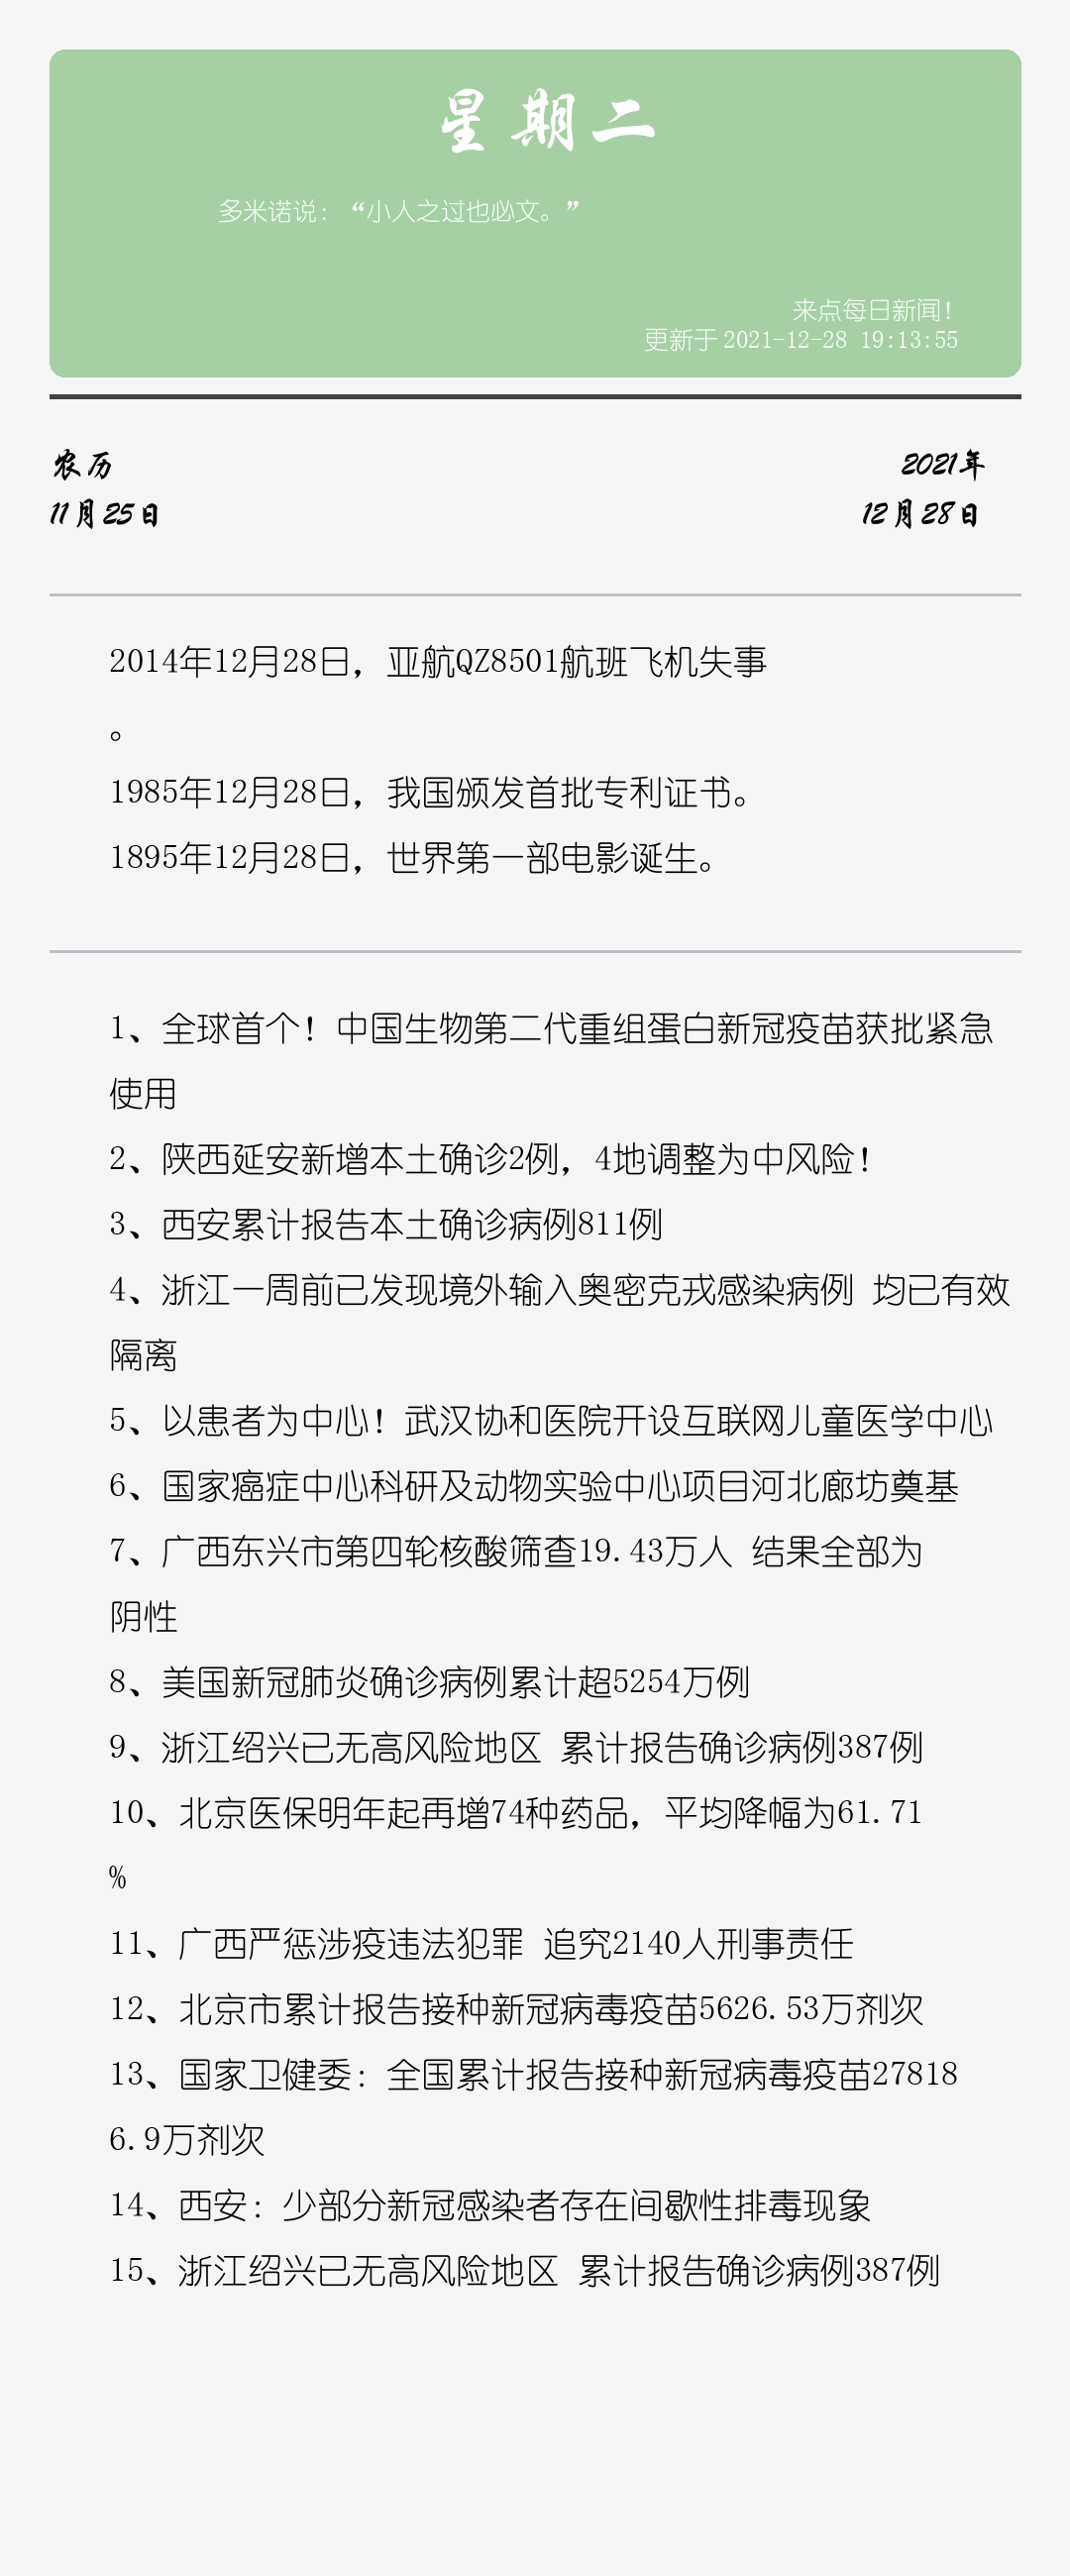 星期二
多米诺说：“小人之过也必文。”
来点每日新闻！
更新于 2021-12-28 19:13:55
农历
2021年
11月25日
12月28日
2014年12月28日，亚航QZ8501航班飞机失事
。
1985年12月28日，我国颁发首批专利证书。
1895年12月28日，世界第一部电影诞生。
1、全球首个！中国生物第二代重组蛋白新冠疫苗获批紧急
使用
2、陕西延安新增本土确诊2例，4地调整为中风险！
3、西安累计报告本土确诊病例811例
4、浙江一周前已发现境外输入奥密克戎感染病例 均已有效
隔离
5、以患者为中心！武汉协和医院开设互联网儿童医学中心
6、国家癌症中心科研及动物实验中心项目河北廊坊奠基
7、广西东兴市第四轮核酸筛查19.43万人 结果全部为
阴性
8、美国新冠肺炎确诊病例累计超5254万例
9、浙江绍兴已无高风险地区 累计报告确诊病例387例
10、北京医保明年起再增74种药品，平均降幅为61.71
%
11、广西严惩涉疫违法犯罪 追究2140人刑事责任
12、北京市累计报告接种新冠病毒疫苗5626.53万剂次
13、国家卫健委：全国累计报告接种新冠病毒疫苗27818
6.9万剂次
14、西安：少部分新冠感染者存在间歇性排毒现象
15、浙江绍兴已无高风险地区 累计报告确诊病例387例